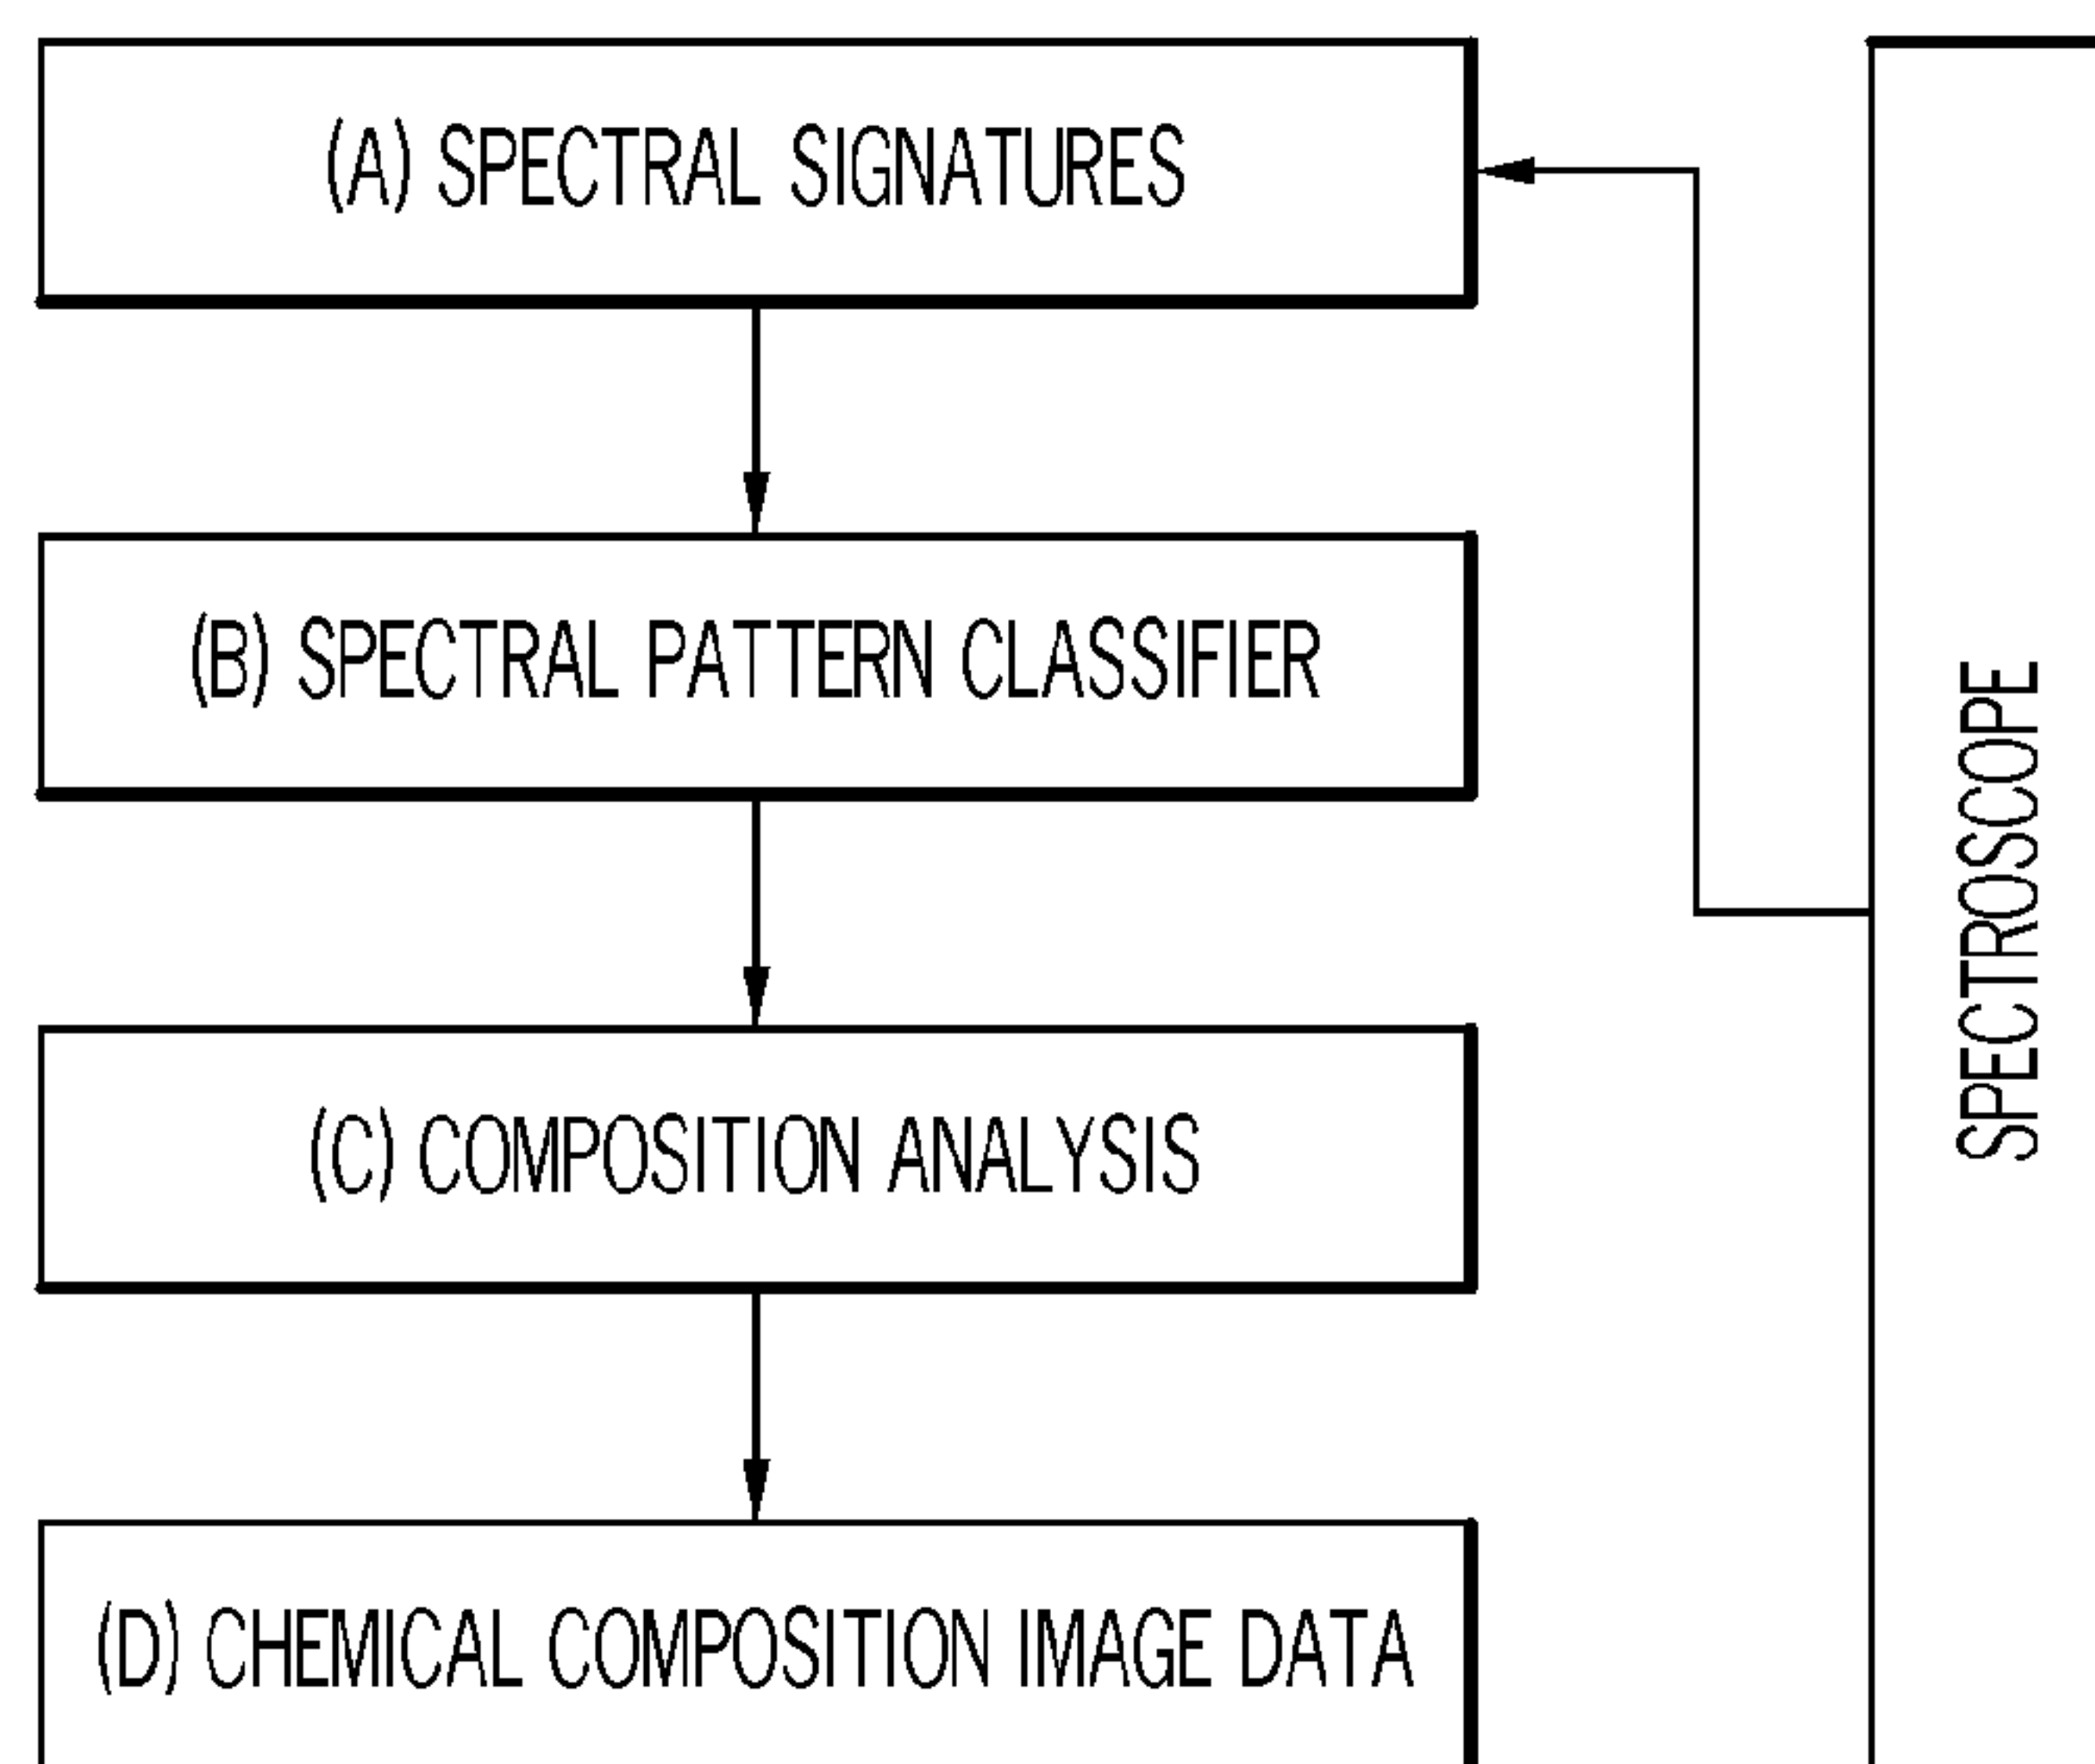 (A) SPECTRAL SIGNATURES
(B) SPECTRAL PATTERN CLASSIFIER
(C) COMPOSITION ANALYSIS
(D) CHEMICAL COMPOSITION IMAGE DATA
SPECTROSCOPE